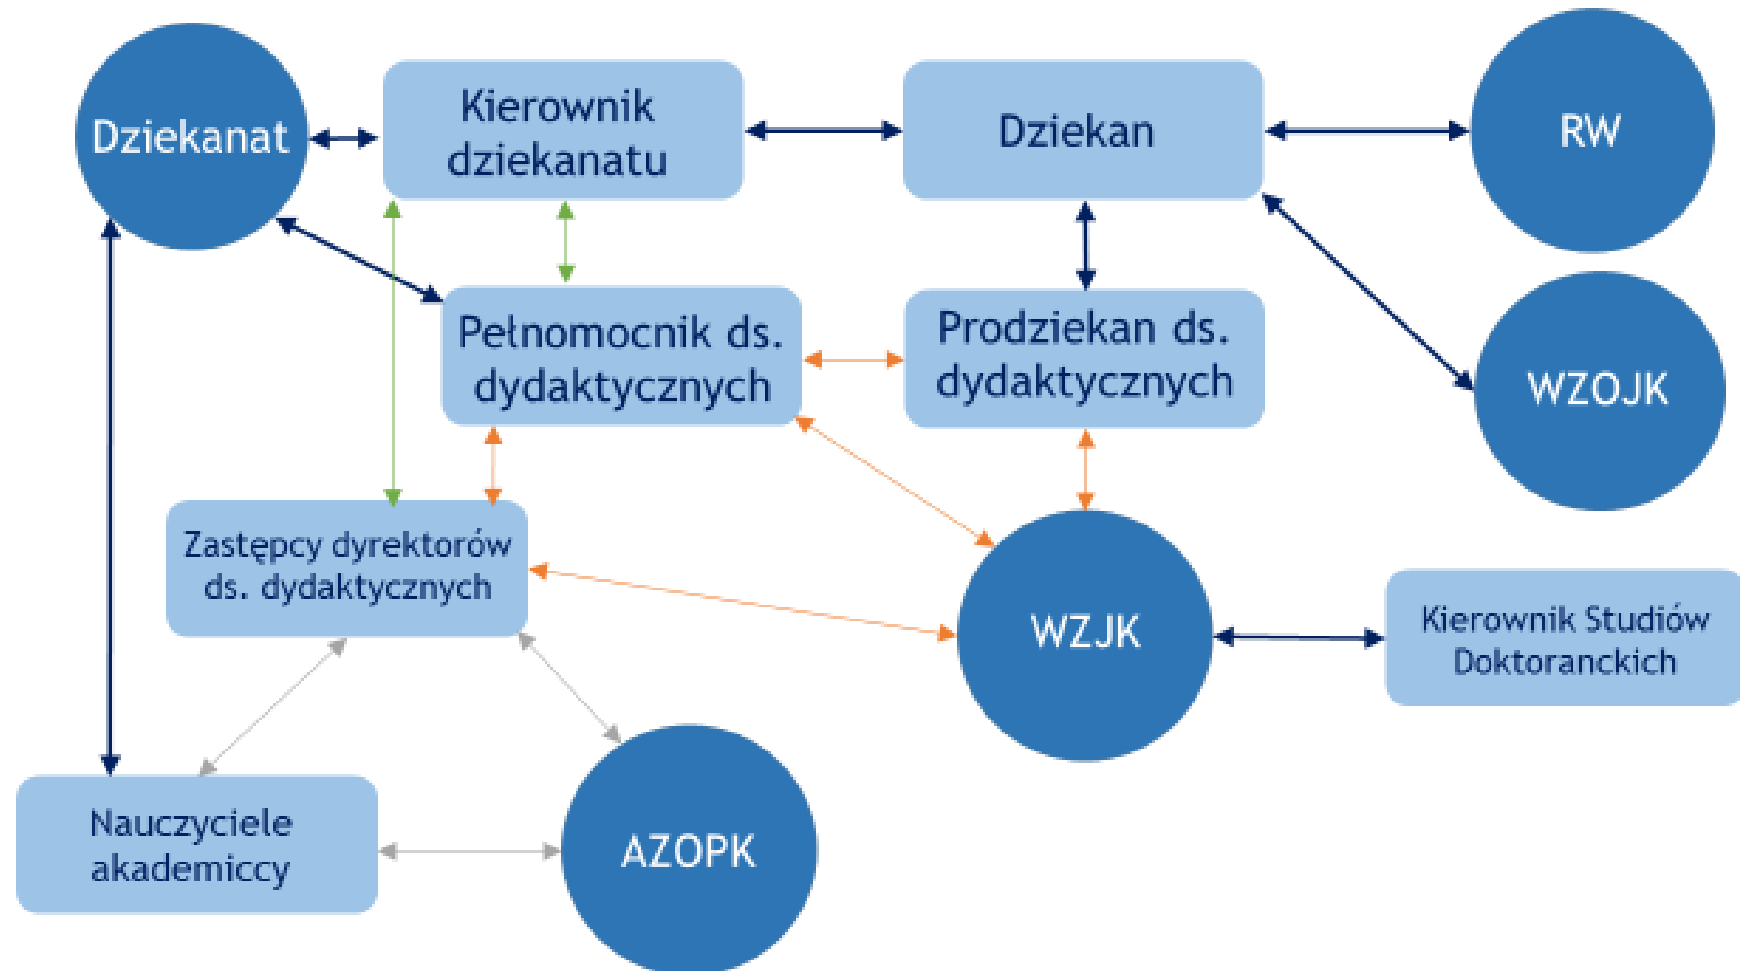 Dziekanat
Kierownik
dziekanatu
Dziekan
RW
Pełnomocnik ds.
dydaktycznych
Prodziekan ds.
dydaktycznych
WZOJK
Zastępcy dyrektorów
ds. dydaktycznych
WZJK
Kierownik Studiów
Doktoranckich
Nauczyciele
akademiccy
AZOPK